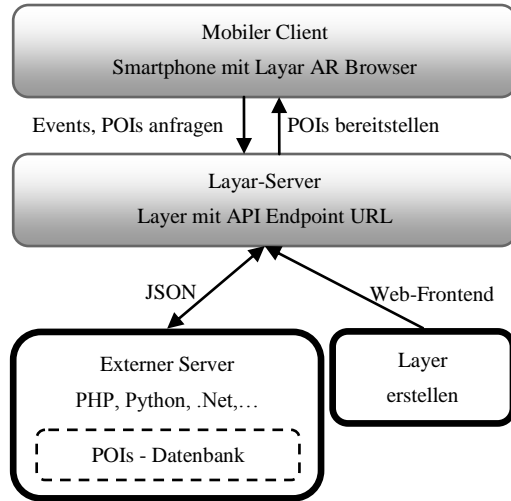 Mobiler Client
Smartphone mit Layar AR Browser
Events, POIs anfragen
POIs bereitstellen
Layar-Server
Layer mit API Endpoint URL
JSON
Web-Frontend
Externer Server
PHP, Python, .Net,…
POIs - Datenbank
Layer
erstellen